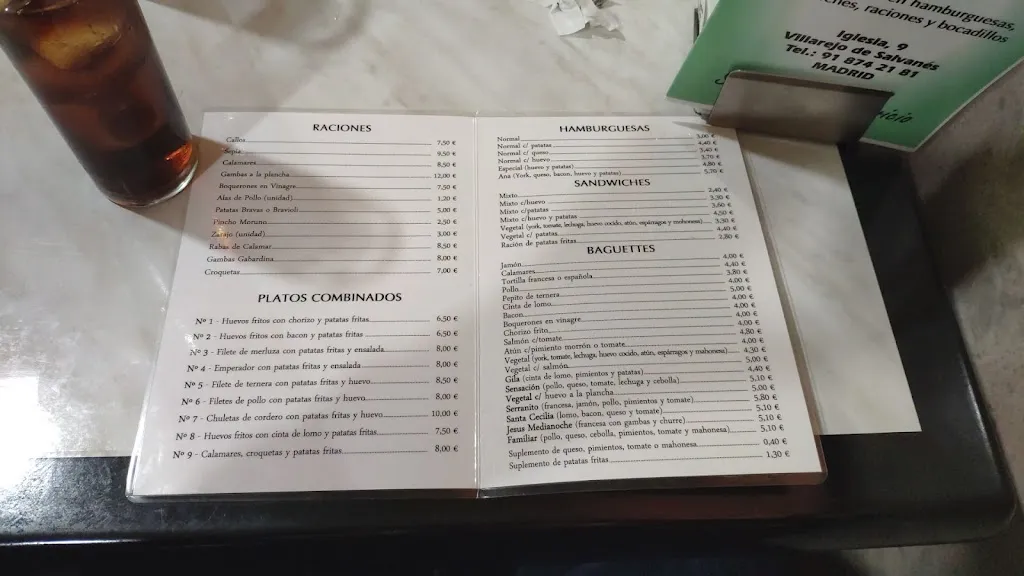 en hamburguesas,
raciones y bocadillos
Iglesia, 9
Villarejo de Salvanés
Tel.: 91 874 21 81
MADRID
RACIONES
Callos 7,50 €
Sepia 9,50 €
Calamares 8,50 €
Gambas a la plancha 12,00 €
Boquerones en Vinagre 7,50 €
Alas de Pollo (unidad) 1,20 €
Patatas Bravas o Bravioli 5,00 €
Pincho Moruno 2,50 €
Zarajo (unidad) 3,00 €
Rabas de Calamar 8,50 €
Gambas Gabardina 8,00 €
Croquetas 7,00 €
PLATOS COMBINADOS
Nº 1 - Huevos fritos con chorizo y patatas fritas 6,50 €
Nº 2 - Huevos fritos con bacon y patatas fritas 6,50 €
Nº 3 - Filete de merluza con patatas fritas y ensalada 8,00 €
Nº 4 - Emperador con patatas fritas y ensalada 8,00 €
Nº 5 - Filete de ternera con patatas fritas y huevo 8,50 €
Nº 6 - Filetes de pollo con patatas fritas y huevo 8,00 €
Nº 7 - Chuletas de cordero con patatas fritas y huevo 10,00 €
Nº 8 - Huevos fritos con cinta de lomo y patatas fritas 7,50 €
Nº 9 - Calamares, croquetas y patatas fritas 8,00 €
HAMBURGUESAS
Normal 3,00 €
Normal c/ patatas 4,40 €
Normal c/ queso 3,40 €
Normal c/ huevo 3,70 €
Especial (huevo y patatas) 4,80 €
Ana (York, queso, bacon, huevo y patatas) 5,70 €
SANDWICHES
Mixto 2,40 €
Mixto c/huevo 3,30 €
Mixto c/patatas 3,60 €
Mixto c/huevo y patatas 4,50 €
Vegetal (york, tomate, lechuga, huevo cocido, atún, espárragos y mahonesa) 3,30 €
Vegetal c/ patatas 4,40 €
Ración de patatas fritas 2,80 €
BAGUETTES
Jamón 4,00 €
Calamares 4,40 €
Tortilla francesa o española 3,80 €
Pollo 4,00 €
Pepito de ternera 5,00 €
Cinta de lomo 4,00 €
Bacon 4,00 €
Boquerones en vinagre 4,00 €
Chorizo frito 4,00 €
Salmón c/tomate 4,80 €
Atún c/pimiento morrón o tomate 4,00 €
Vegetal (york, tomate, lechuga, huevo cocido, atún, espárragos y mahonesa) 4,30 €
Vegetal c/ salmón 5,00 €
Gila (cinta de lomo, pimientos y patatas) 4,40 €
Sensación (pollo, queso, tomate, lechuga y cebolla) 5,10 €
Vegetal c/ huevo a la plancha 5,00 €
Serranito (francesa, jamón, pollo, pimientos y tomate) 5,80 €
Santa Cecilia (lomo, bacon, queso y tomate) 5,10 €
Jesus Medianoche (francesa con gambas y churre) 5,10 €
Familiar (pollo, queso, cebolla, pimientos, tomate y mahonesa) 5,10 €
Suplemento de queso, pimientos, tomate o mahonesa 0,40 €
Suplemento de patatas fritas 1,30 €